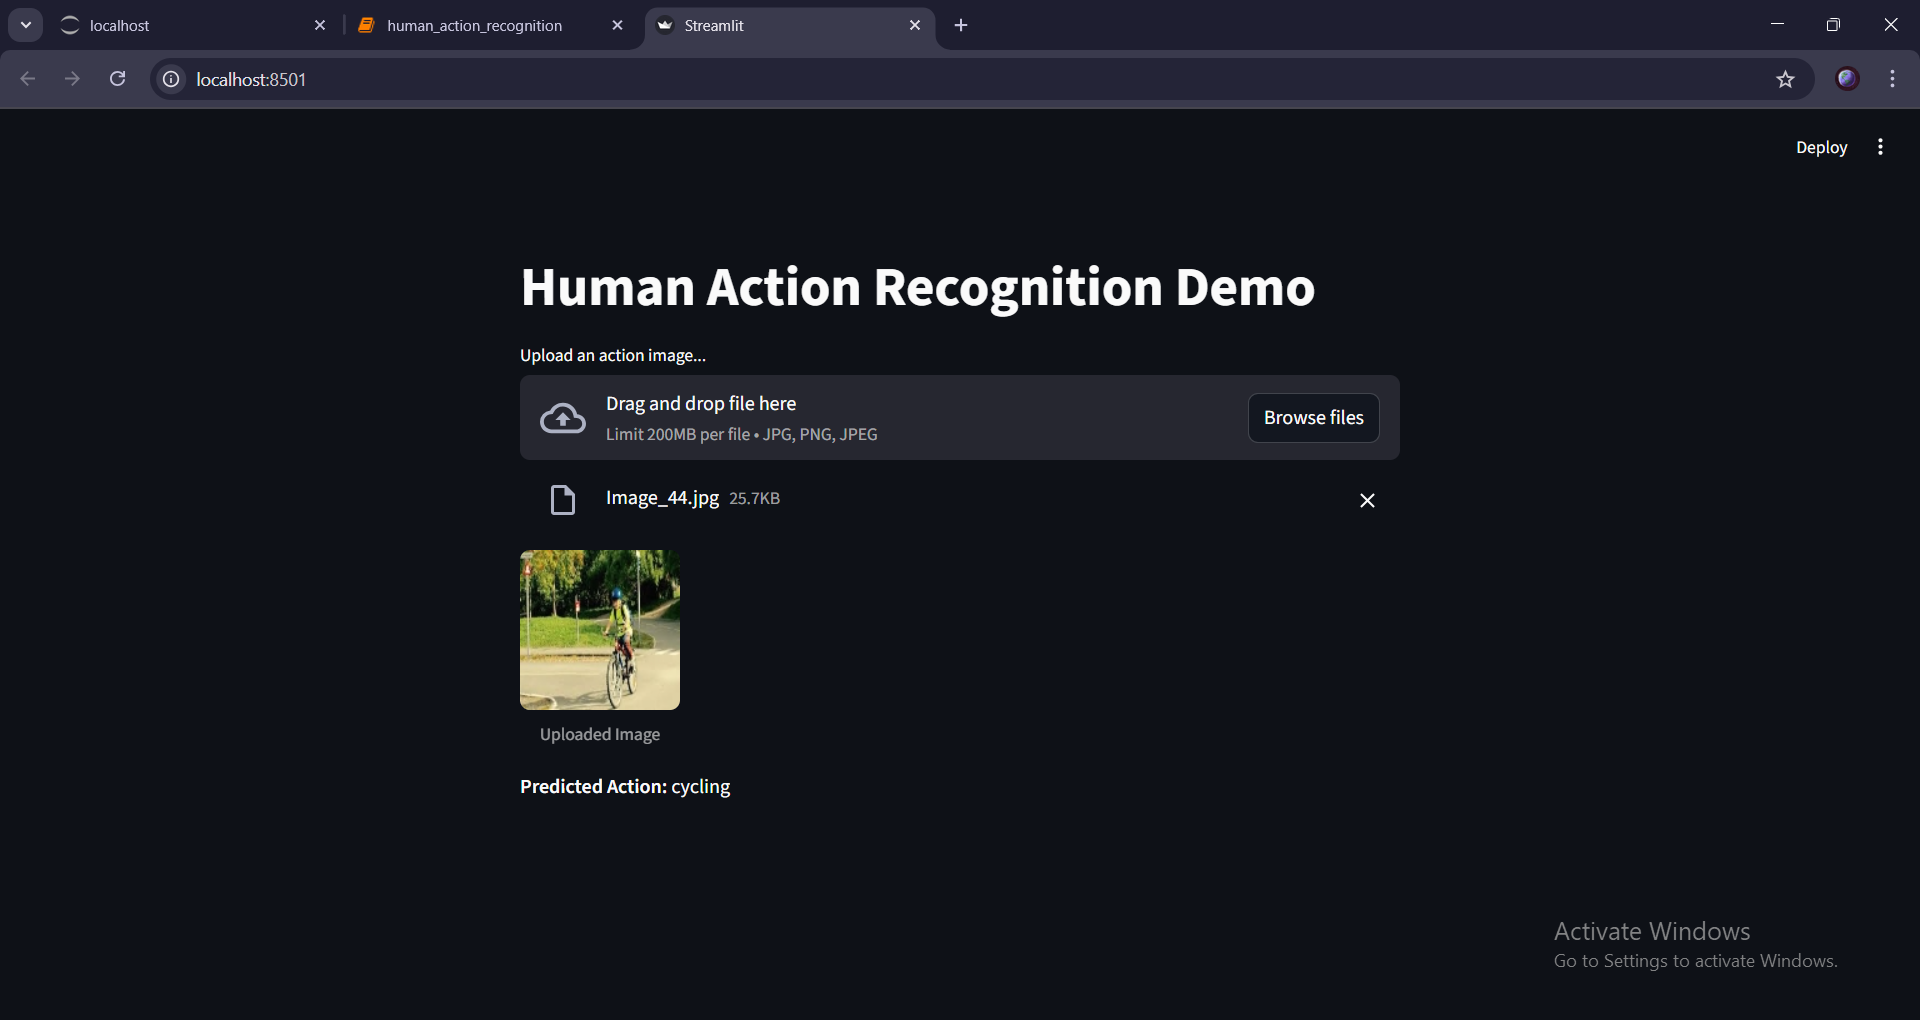 localhost
human_action_recognition
Streamlit
localhost:8501
Deploy
Human Action Recognition Demo
Upload an action image...
Drag and drop file here
Limit 200MB per file • JPG, PNG, JPEG
Browse files
Image_44.jpg 25.7KB
Uploaded Image
Predicted Action: cycling
Activate Windows
Go to Settings to activate Windows.